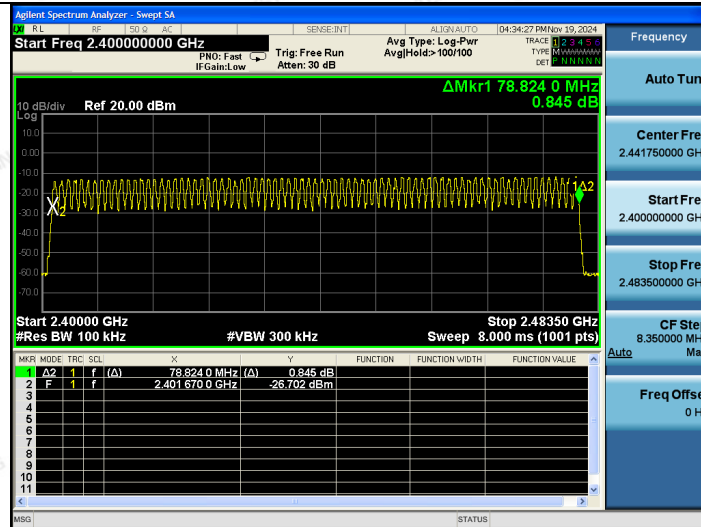 Agilent Spectrum Analyzer - Swept SA
LXI RL RF 50 Ω AC SENSE:INT ALIGN AUTO 04:34:27 PM Nov 19, 2024
Start Freq 2.400000000 GHz
PNO: Fast
IFGain:Low
Trig: Free Run
Atten: 30 dB
Avg Type: Log-Pwr
Avg|Hold:>100/100
TRACE 1 2 3 4 5 6
TYPE M
DET P N N N N N
ΔMkr1 78.824 0 MHz
0.845 dB
10 dB/div Ref 20.00 dBm
Log
10.0
0.00
-10.0
-20.0
-30.0
-40.0
-50.0
-60.0
-70.0
2
1Δ2
Start 2.40000 GHz Stop 2.48350 GHz
#Res BW 100 kHz #VBW 300 kHz Sweep 8.000 ms (1001 pts)
MKR MODE TRC SCL X Y FUNCTION FUNCTION WIDTH FUNCTION VALUE
1 Δ2 1 f (Δ) 78.824 0 MHz (Δ) 0.845 dB
2 F 1 f 2.401 670 0 GHz -26.702 dBm
3
4
5
6
7
8
9
10
11
MSG STATUS
Frequency
Auto Tun
Center Fre
2.441750000 GH
Start Fre
2.400000000 GH
Stop Fre
2.483500000 GH
CF Ste
8.350000 MH
Auto Ma
Freq Offse
0 H